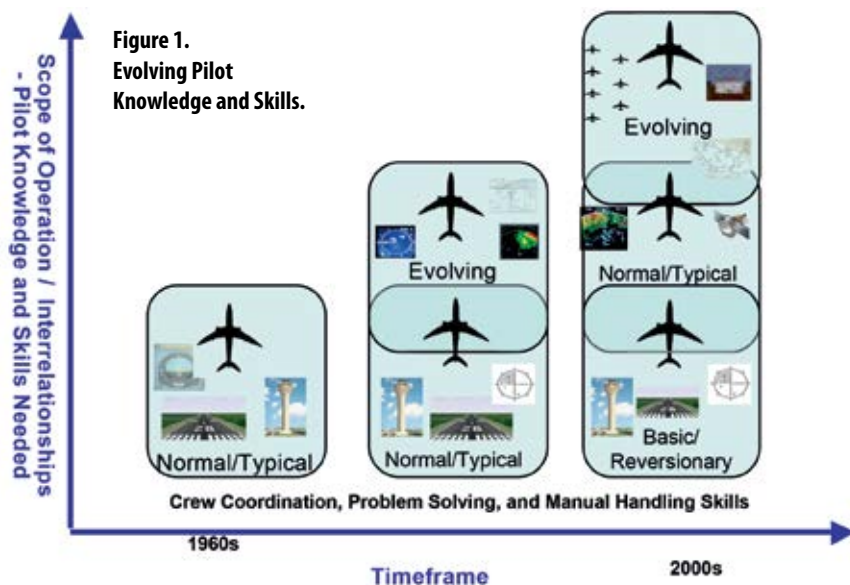 Figure 1.
Evolving Pilot
Knowledge and Skills.
Scope of Operation / Interrelationships
- Pilot Knowledge and Skills Needed
Normal/Typical
Evolving
Normal/Typical
Evolving
Normal/Typical
Basic/
Reversionary
Crew Coordination, Problem Solving, and Manual Handling Skills
1960s
2000s
Timeframe